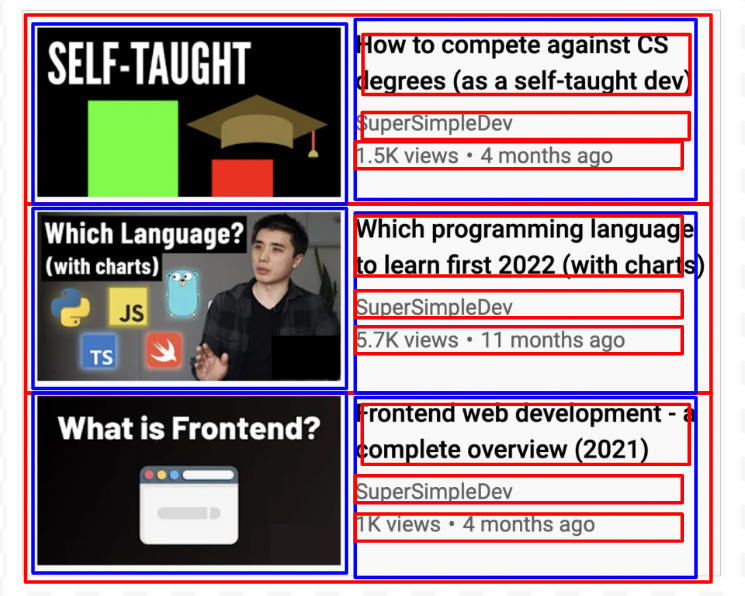 SELF-TAUGHT
How to compete against CS
degrees (as a self-taught dev)
SuperSimpleDev
1.5K views • 4 months ago
Which Language?
(with charts)
JS
TS
Which programming language
to learn first 2022 (with charts)
SuperSimpleDev
5.7K views • 11 months ago
What is Frontend?
Frontend web development - a
complete overview (2021)
SuperSimpleDev
1K views • 4 months ago